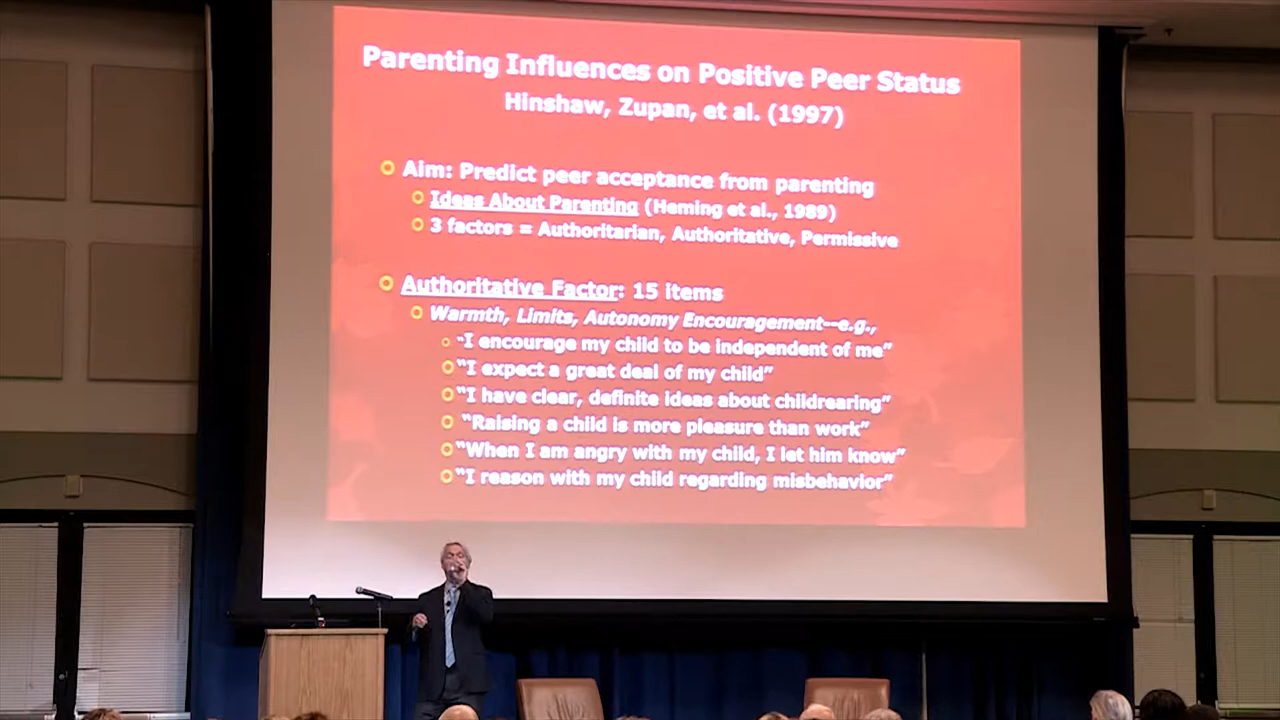 Parenting Influences on Positive Peer Status
Hinshaw, Zupan, et al. (1997)
Aim: Predict peer acceptance from parenting
Ideas About Parenting (Heming et al., 1989)
3 factors = Authoritarian, Authoritative, Permissive
Authoritative Factor: 15 items
Warmth, Limits, Autonomy Encouragement--e.g.,
-I encourage my child to be independent of me”
“I expect a great deal of my child”
“I have clear, definite ideas about childrearing”
“Raising a child is more pleasure than work”
“When I am angry with my child, I let him know”
“I reason with my child regarding misbehavior”